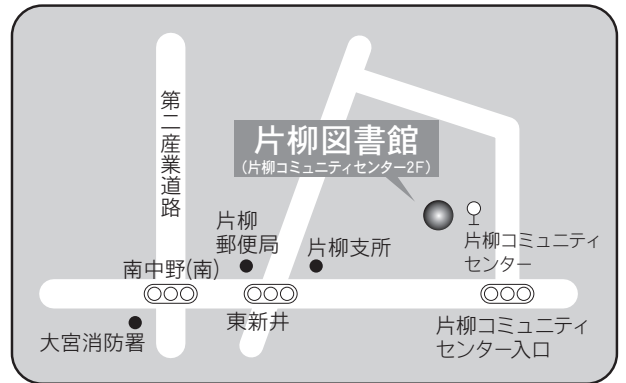 第二産業道路
片柳図書館
(片柳コミュニティセンター2F)
片柳
郵便局
片柳支所
片柳コミュニティ
センター
南中野(南)
東新井
大宮消防署
片柳コミュニティ
センター入口